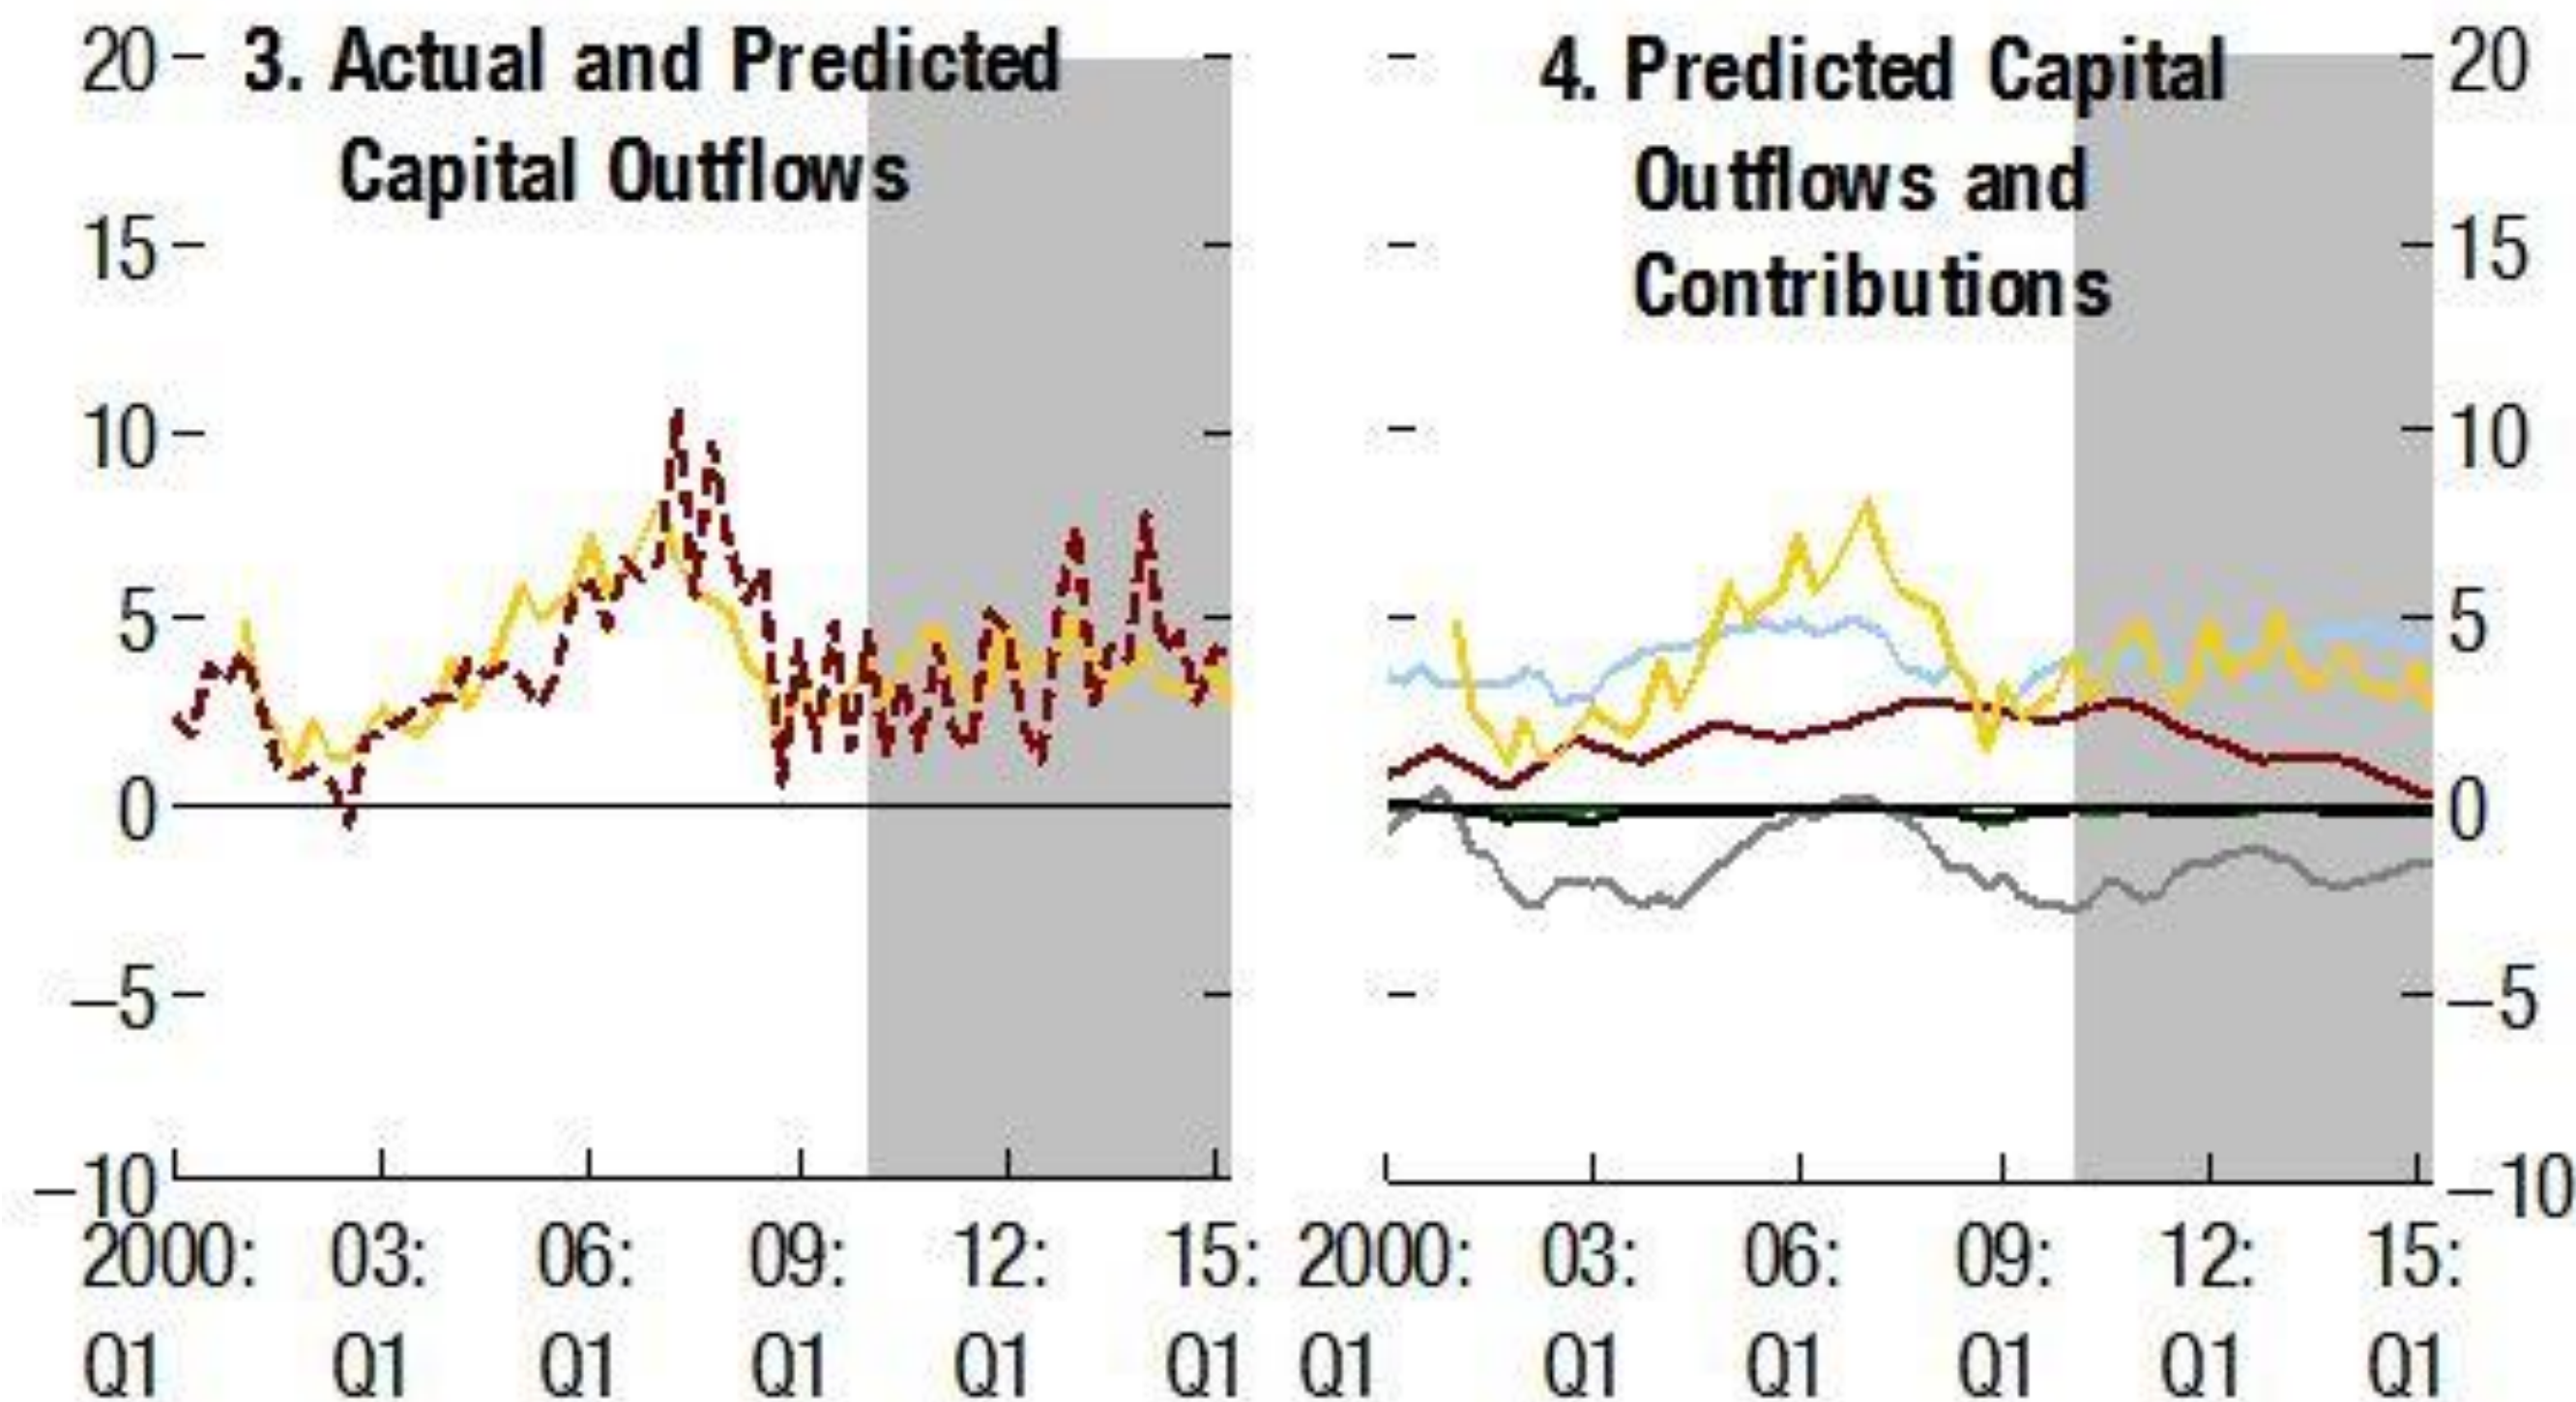 3. Actual and Predicted
Capital Outflows
20
15
10
5
0
–5
–10
2000: 03: 06: 09: 12: 15:
Q1 Q1 Q1 Q1 Q1 Q1
4. Predicted Capital
Outflows and
Contributions
20
15
10
5
0
–5
–10
2000: 03: 06: 09: 12: 15:
Q1 Q1 Q1 Q1 Q1 Q1